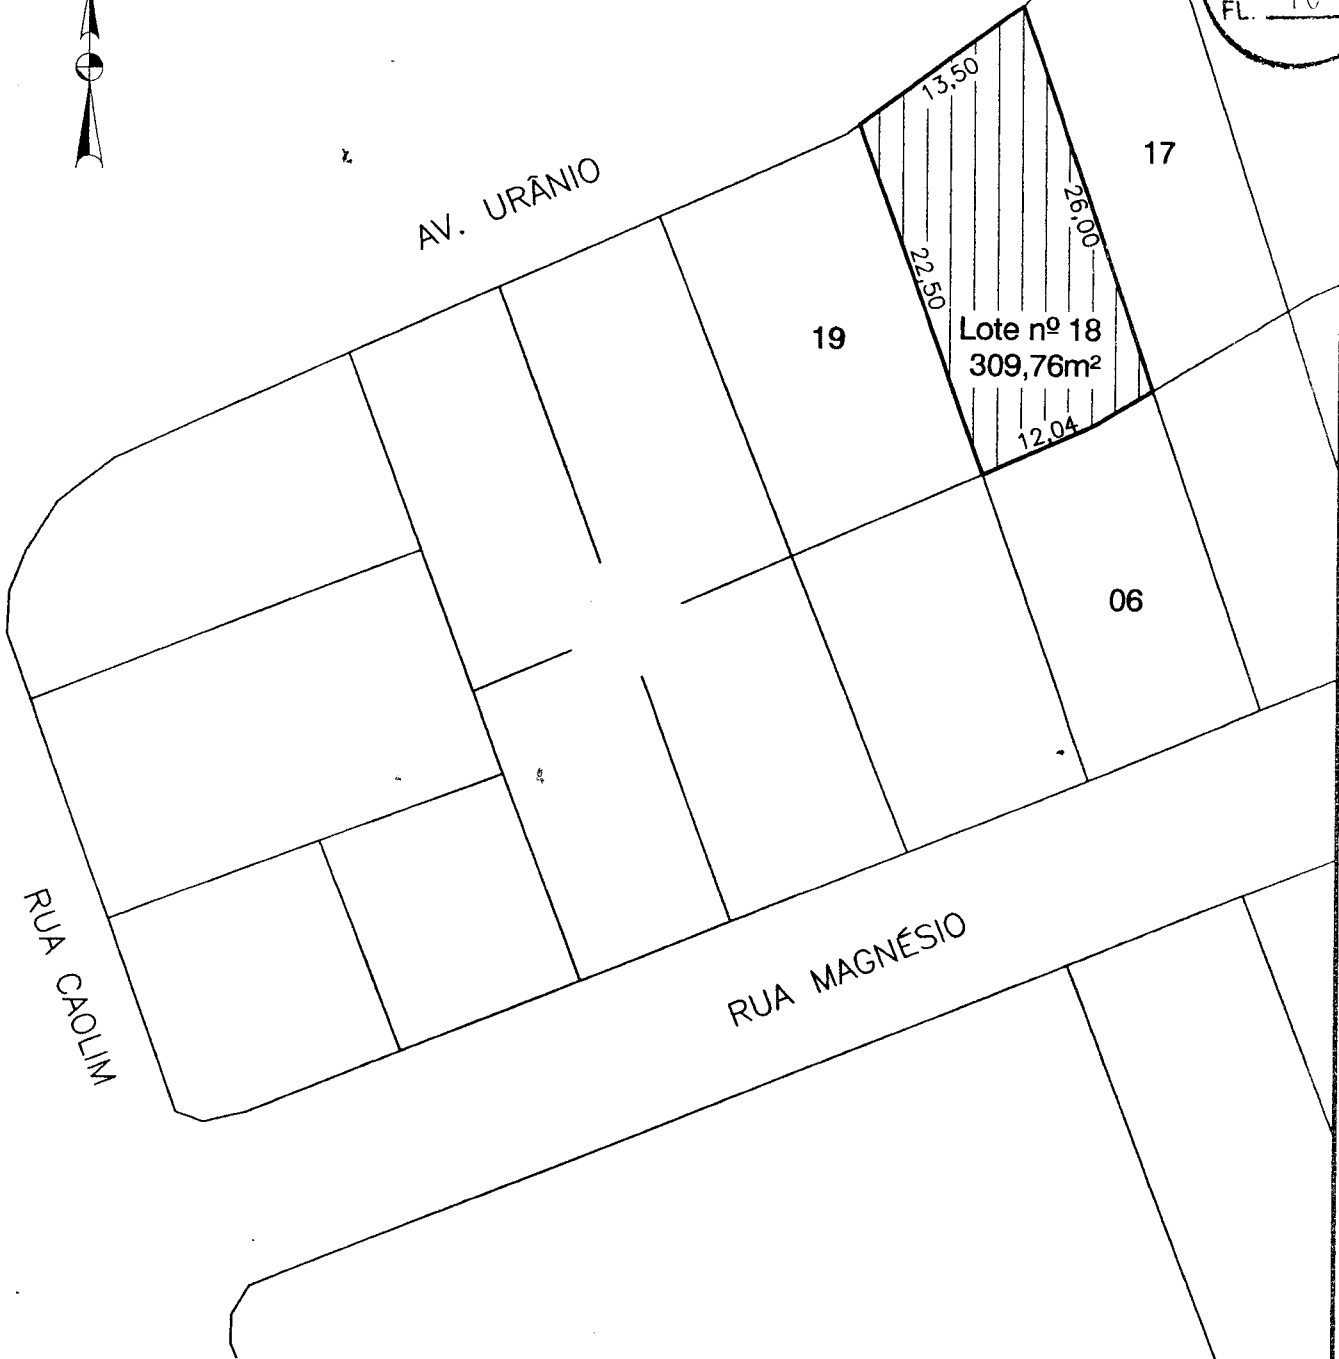 FL.
13,50
17
AV. URÂNIO
26,00
22,50
19
Lote nº 18
309,76m²
12,04
06
RUA CAOLIM
RUA MAGNÉSIO